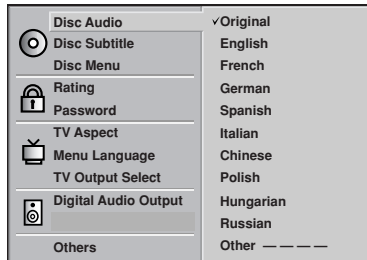 Disc Audio
Disc Subtitle
Disc Menu
Rating
Password
TV Aspect
Menu Language
TV Output Select
Digital Audio Output
Others
✓Original
English
French
German
Spanish
Italian
Chinese
Polish
Hungarian
Russian
Other — — — —